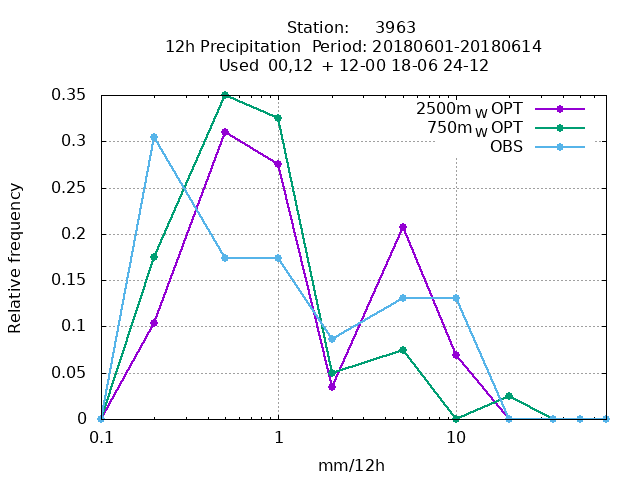 Station: 3963
12h Precipitation Period: 20180601-20180614
Used 00,12 + 12-00 18-06 24-12
2500m W OPT
750m W OPT
OBS
0.35
0.3
0.25
0.2
0.15
0.1
0.05
0
Relative frequency
0.1 1 10
mm/12h